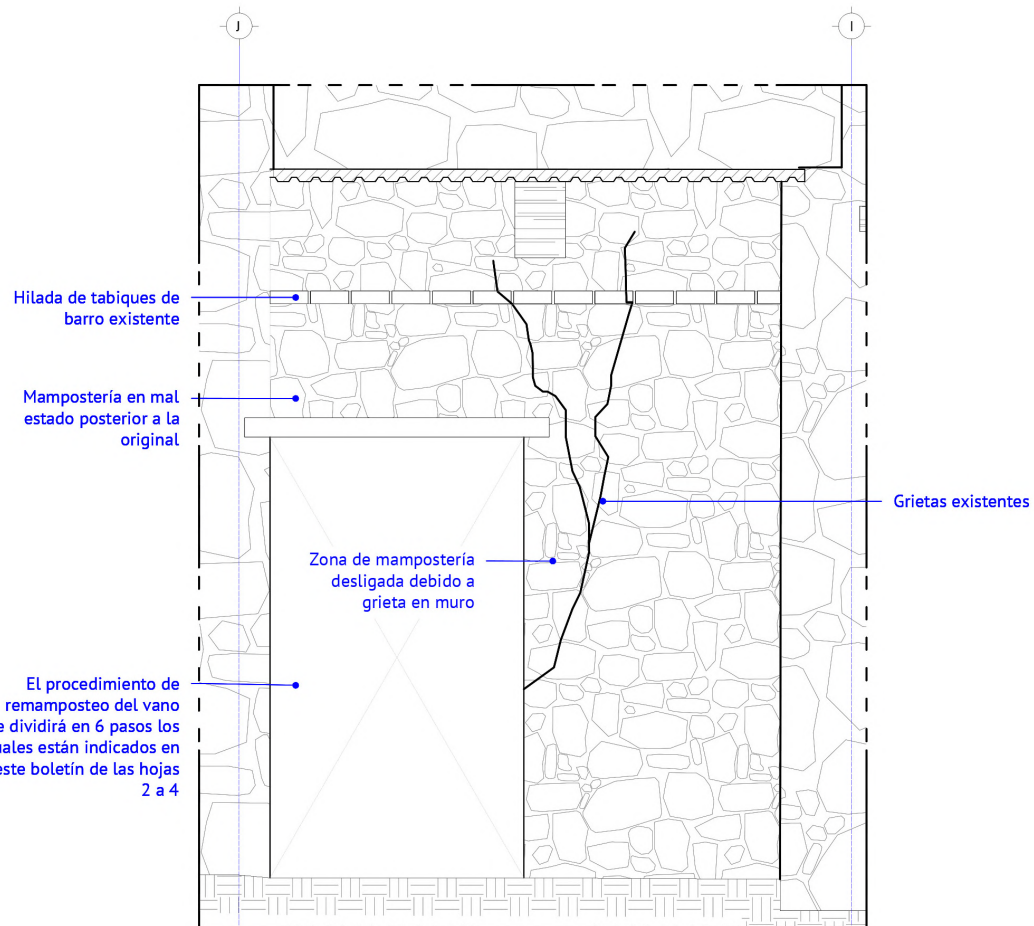 J
I
Hilada de tabiques de
barro existente
Mampostería en mal
estado posterior a la
original
Grietas existentes
Zona de mampostería
desligada debido a
grieta en muro
El procedimiento de
remamposteo del vano
e dividirá en 6 pasos los
uales están indicados en
este boletín de las hojas
2 a 4